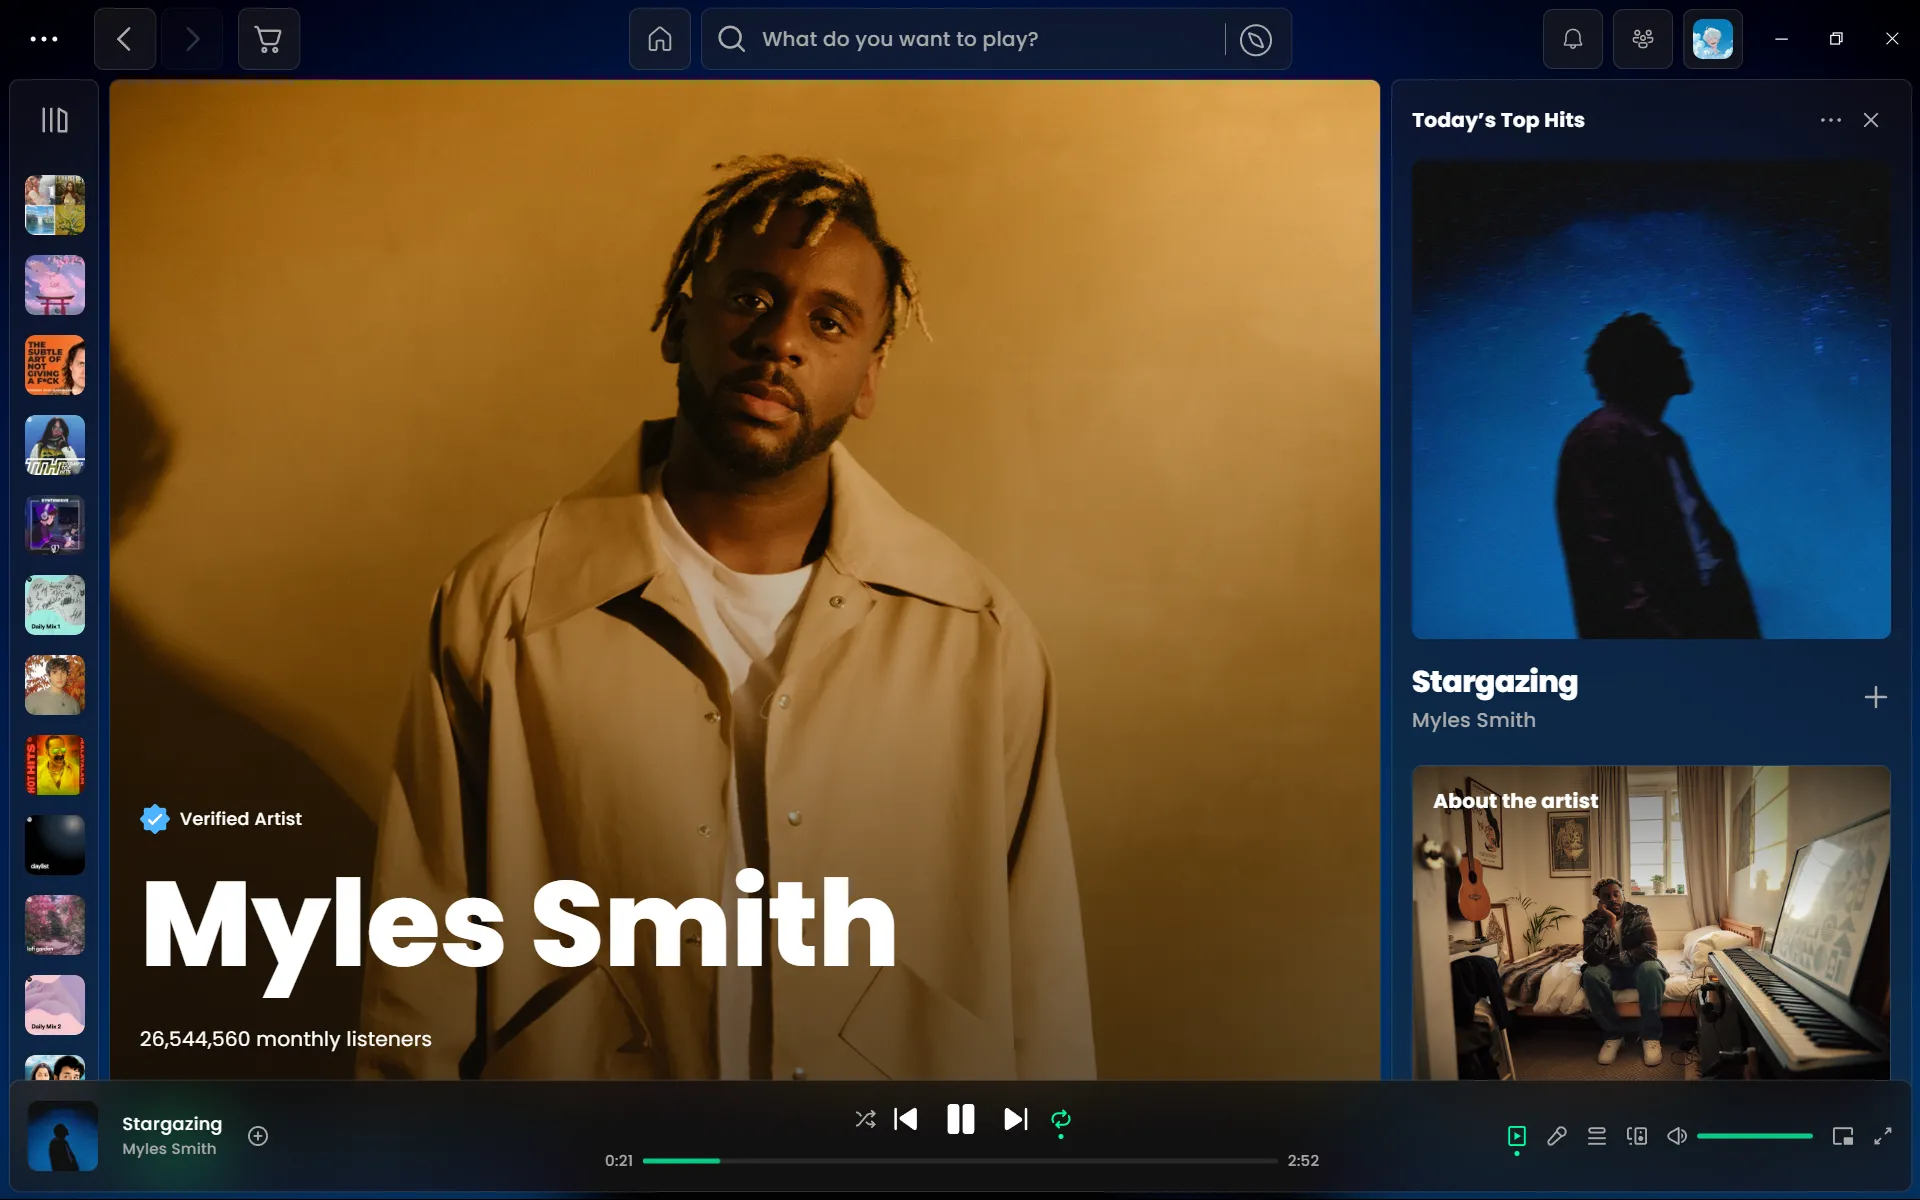 What do you want to play?
THE
SUBTLE
ART OF
NOT
GIVING
A F*CK
SYNTHWAVE
Daily Mix 1
HOT HITS
daylist
lofi garden
Daily Mix 2
Verified Artist
Myles Smith
26,544,560 monthly listeners
Today’s Top Hits
Stargazing
Myles Smith
About the artist
Stargazing
Myles Smith
0:21
2:52